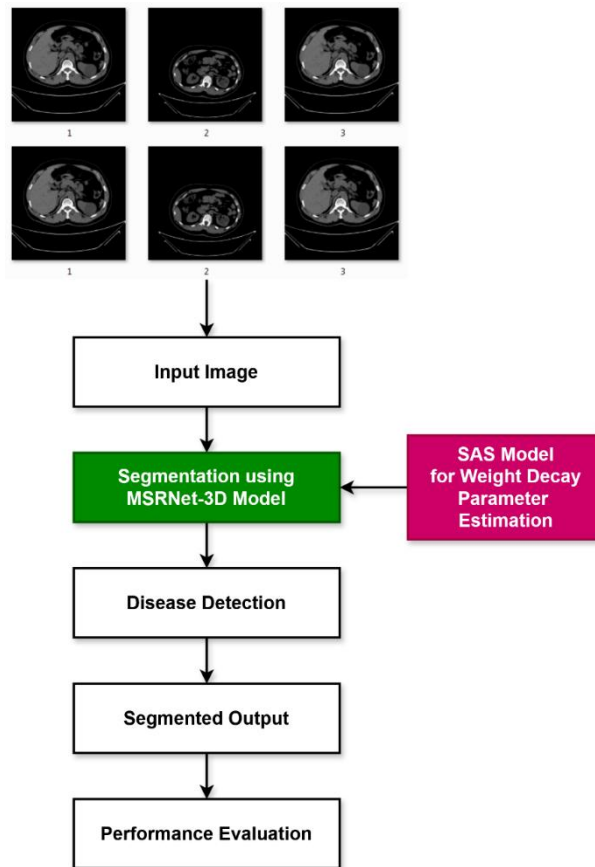 1
2
3
1
2
3
Input Image
Segmentation using
MSRNet-3D Model
SAS Model
for Weight Decay
Parameter
Estimation
Disease Detection
Segmented Output
Performance Evaluation